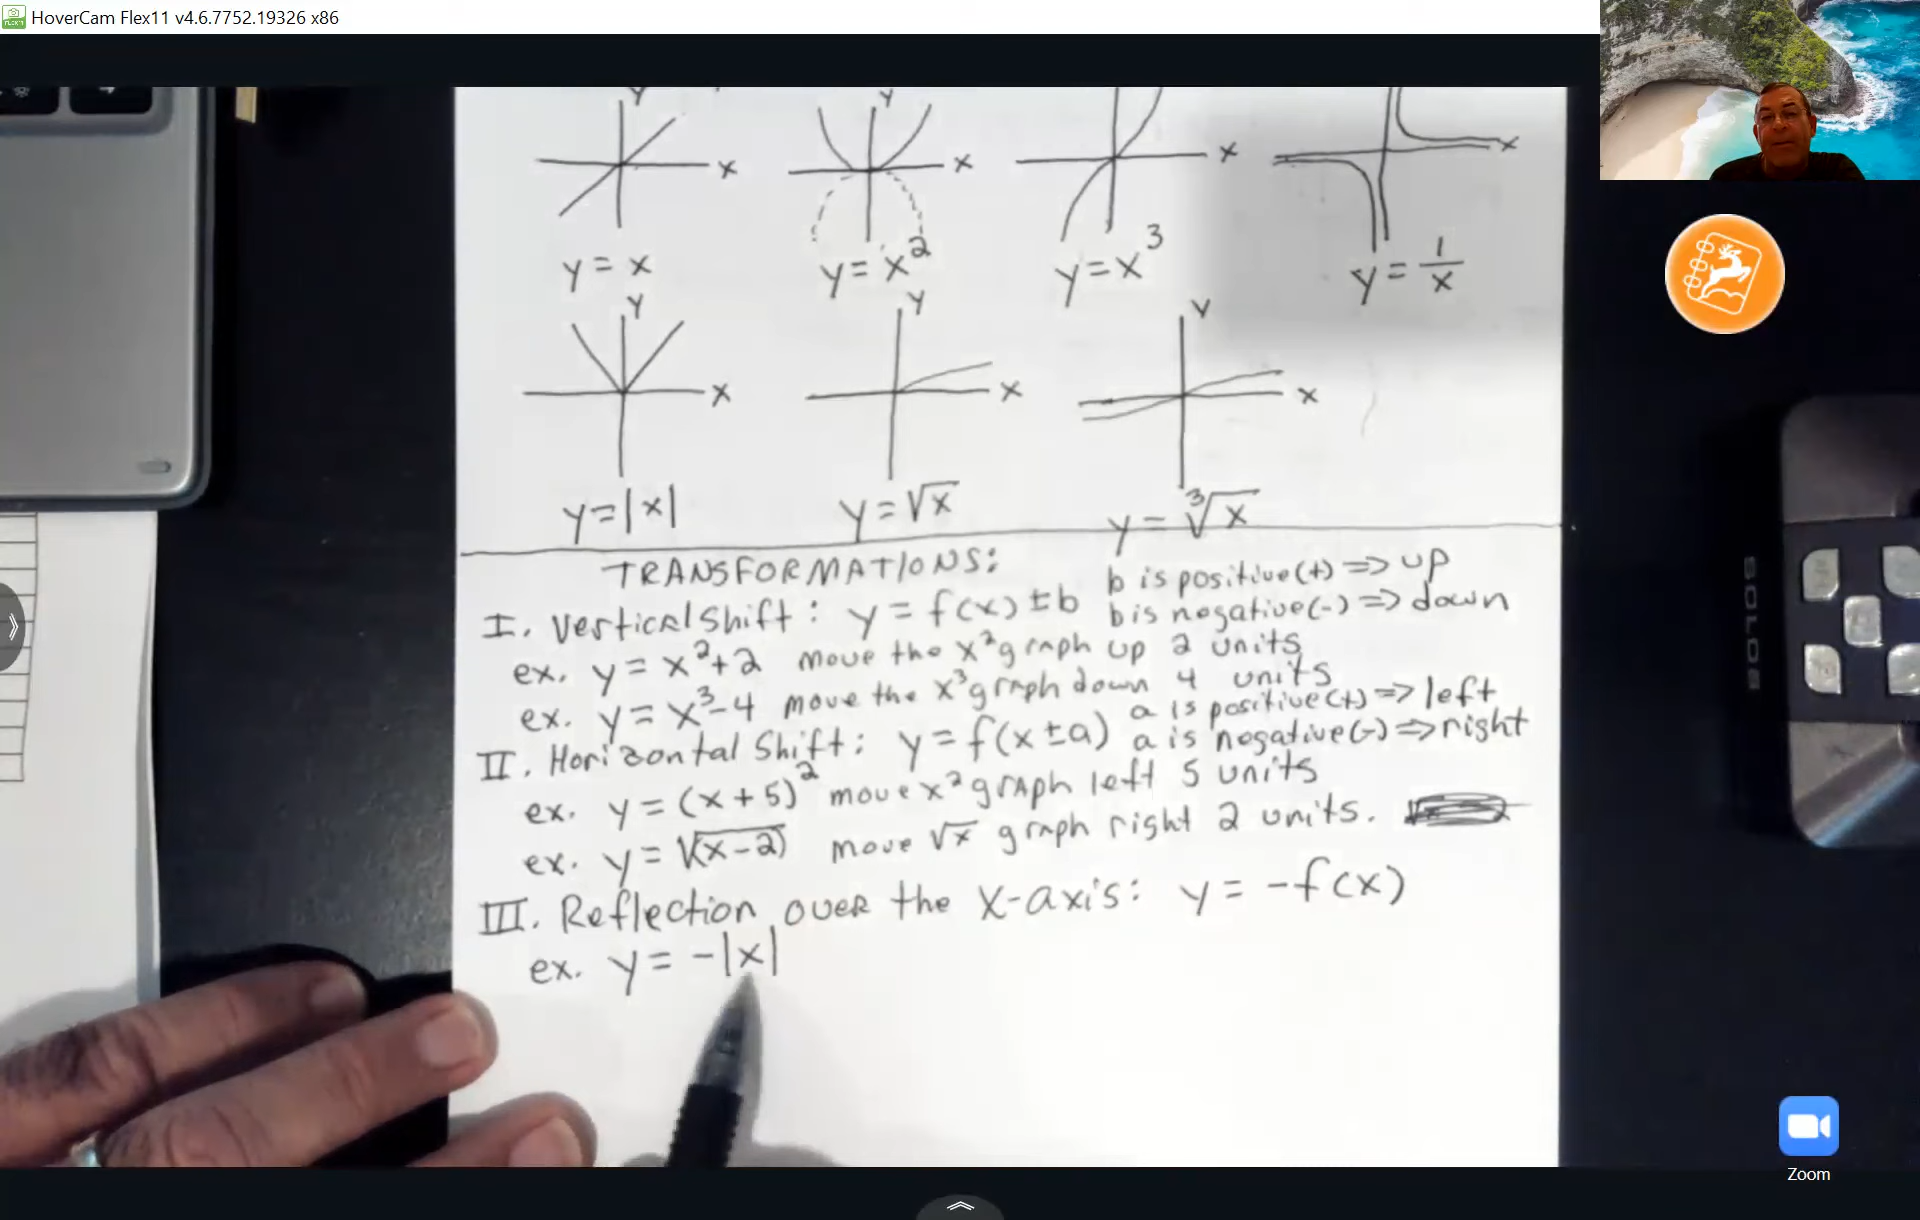 HoverCam Flex11 v4.6.7752.19326 x86
y y
x x x x
y = x y = x² y = x³ y = 1/x
y y y
x x x
y = |x| y = √x y = ∛x
TRANSFORMATIONS:
b is positive(+) => up
I. Vertical Shift: y = f(x) ± b b is negative(-) => down
ex. y = x² + 2 move the x² graph up 2 units
ex. y = x³ - 4 move the x³ graph down 4 units
a is positive(+) => left
II. Horizontal Shift: y = f(x ± a) a is negative(-) => right
ex. y = (x + 5)² move x² graph left 5 units
ex. y = √(x - 2) move √x graph right 2 units.
III. Reflection over the x-axis: y = -f(x)
ex. y = -|x|
SOLO8
Zoom